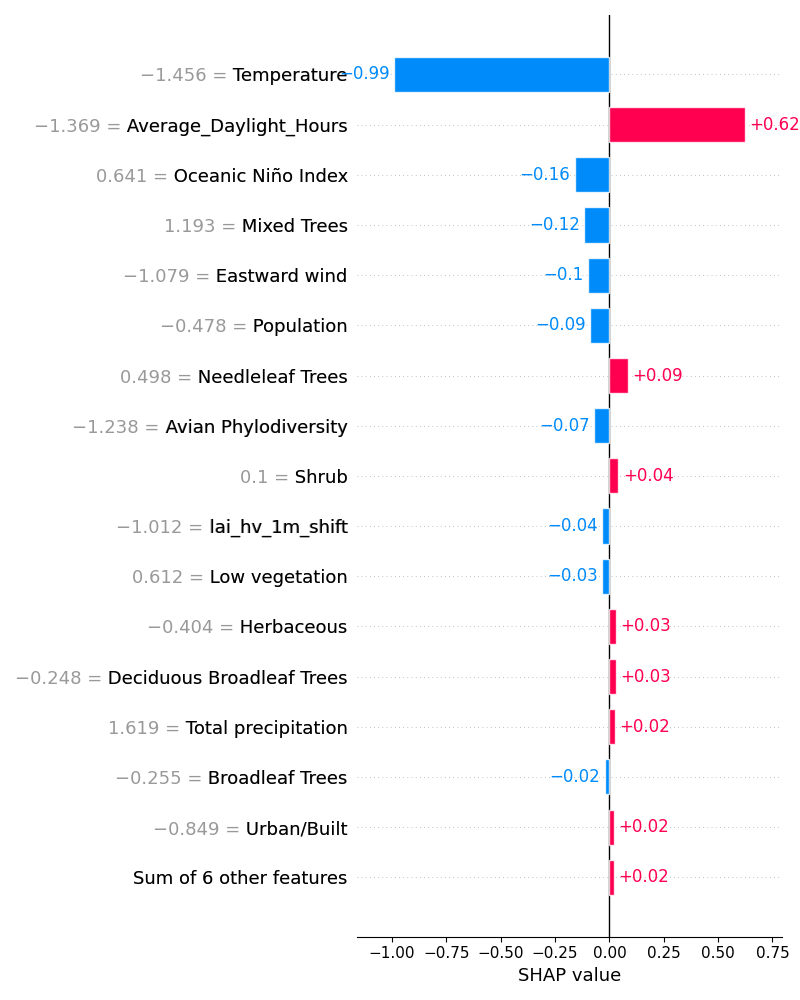 −1.456 = Temperature −0.99
−1.369 = Average_Daylight_Hours +0.62
0.641 = Oceanic Niño Index −0.16
1.193 = Mixed Trees −0.12
−1.079 = Eastward wind −0.1
−0.478 = Population −0.09
0.498 = Needleleaf Trees +0.09
−1.238 = Avian Phylodiversity −0.07
0.1 = Shrub +0.04
−1.012 = lai_hv_1m_shift −0.04
0.612 = Low vegetation −0.03
−0.404 = Herbaceous +0.03
−0.248 = Deciduous Broadleaf Trees +0.03
1.619 = Total precipitation +0.02
−0.255 = Broadleaf Trees −0.02
−0.849 = Urban/Built +0.02
Sum of 6 other features +0.02
−1.00 −0.75 −0.50 −0.25 0.00 0.25 0.50 0.75
SHAP value